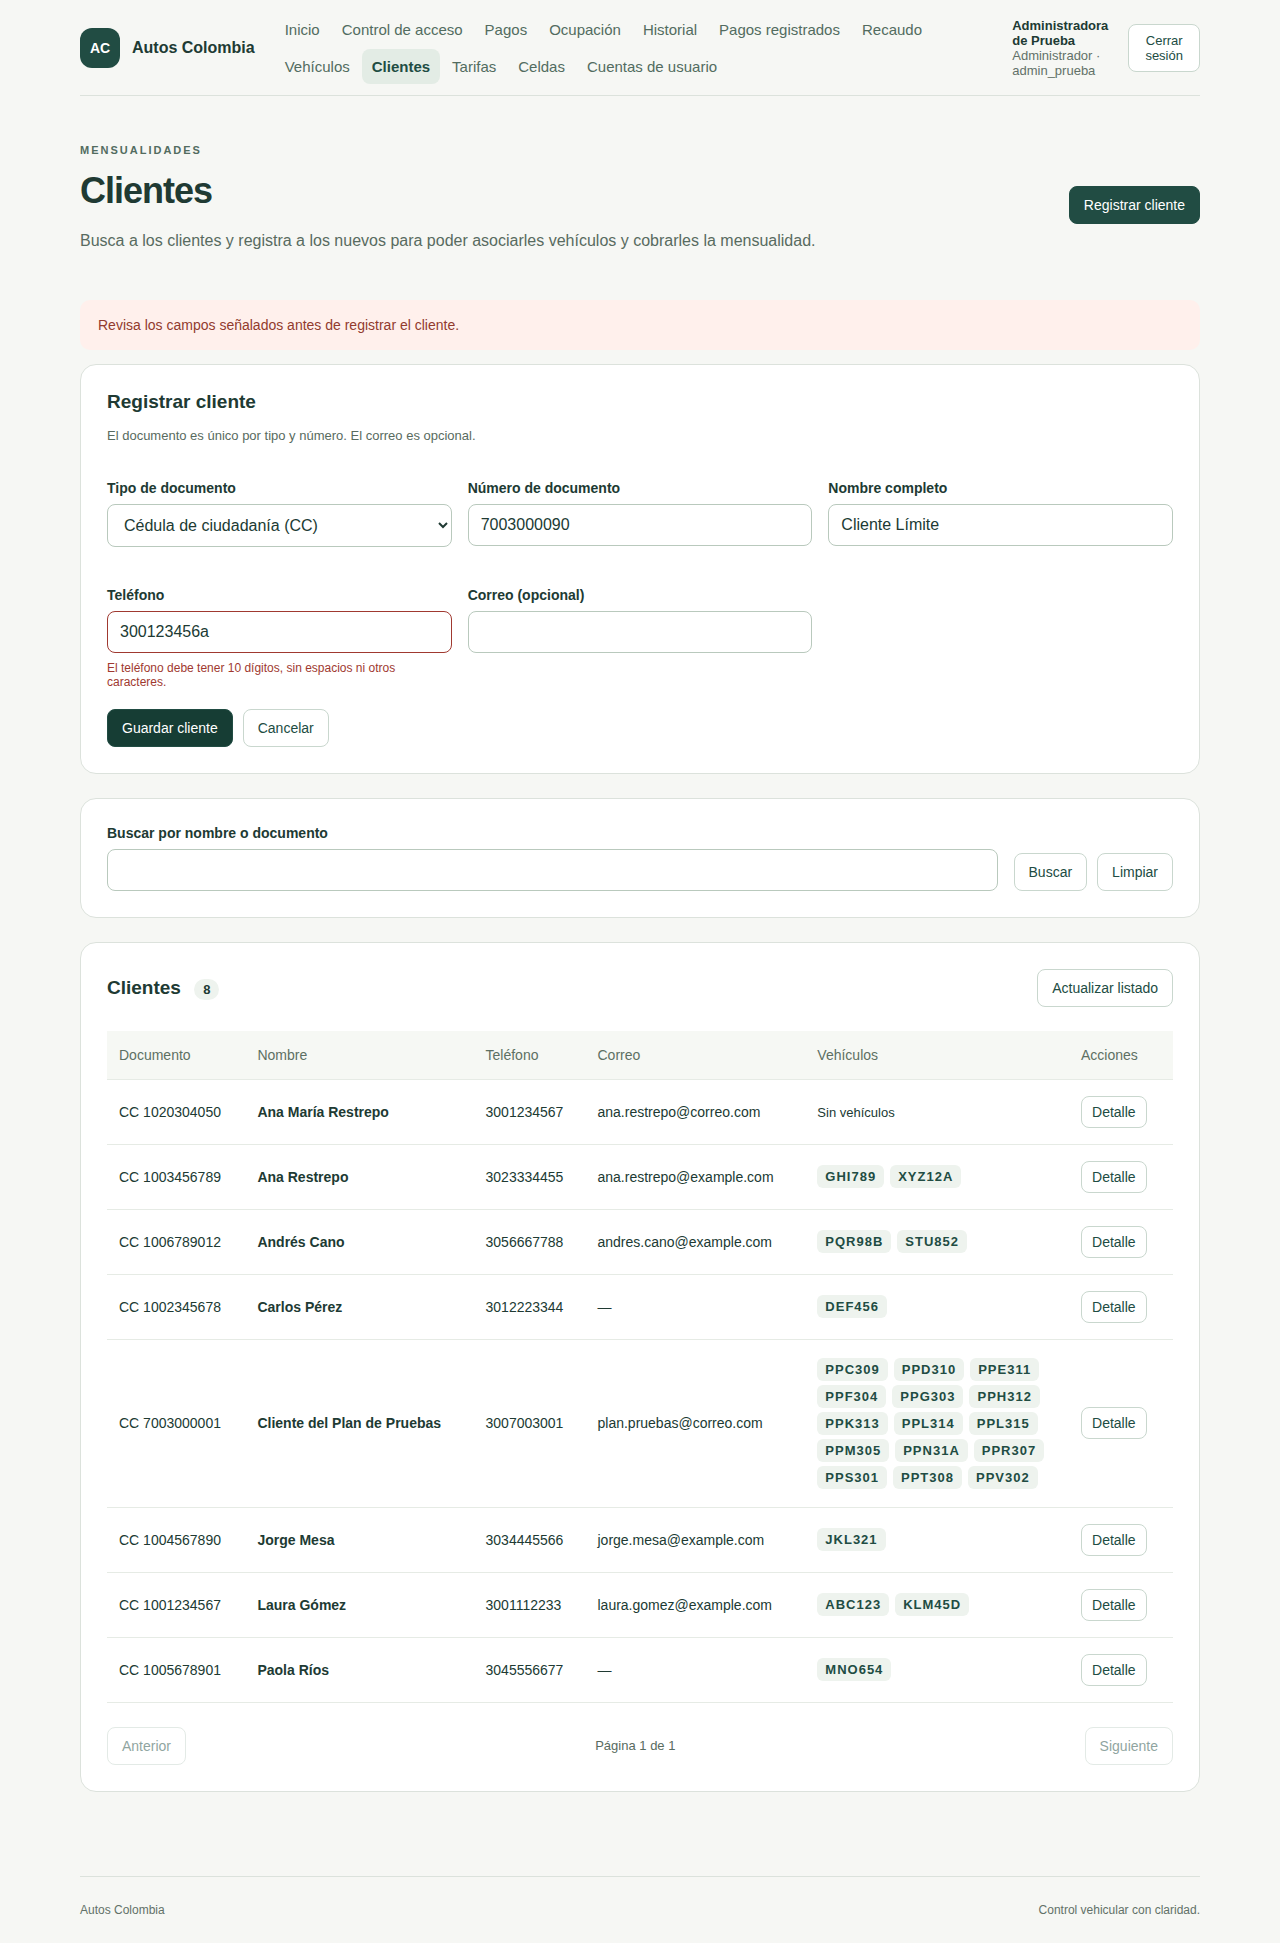 AC
Autos Colombia
Inicio Control de acceso Pagos Ocupación Historial Pagos registrados Recaudo
Vehículos Clientes Tarifas Celdas Cuentas de usuario
Administradora
de Prueba
Administrador ·
admin_prueba
Cerrar
sesión
MENSUALIDADES
Clientes
Registrar cliente
Busca a los clientes y registra a los nuevos para poder asociarles vehículos y cobrarles la mensualidad.
Revisa los campos señalados antes de registrar el cliente.
Registrar cliente
El documento es único por tipo y número. El correo es opcional.
Tipo de documento Número de documento Nombre completo
Cédula de ciudadanía (CC) 7003000090 Cliente Límite
Teléfono Correo (opcional)
300123456a
El teléfono debe tener 10 dígitos, sin espacios ni otros
caracteres.
Guardar cliente Cancelar
Buscar por nombre o documento
Buscar Limpiar
Clientes 8 Actualizar listado
Documento Nombre Teléfono Correo Vehículos Acciones
CC 1020304050 Ana María Restrepo 3001234567 ana.restrepo@correo.com Sin vehículos Detalle
CC 1003456789 Ana Restrepo 3023334455 ana.restrepo@example.com GHI789 XYZ12A Detalle
CC 1006789012 Andrés Cano 3056667788 andres.cano@example.com PQR98B STU852 Detalle
CC 1002345678 Carlos Pérez 3012223344 — DEF456 Detalle
PPC309 PPD310 PPE311
PPF304 PPG303 PPH312
CC 7003000001 Cliente del Plan de Pruebas 3007003001 plan.pruebas@correo.com PPK313 PPL314 PPL315 Detalle
PPM305 PPN31A PPR307
PPS301 PPT308 PPV302
CC 1004567890 Jorge Mesa 3034445566 jorge.mesa@example.com JKL321 Detalle
CC 1001234567 Laura Gómez 3001112233 laura.gomez@example.com ABC123 KLM45D Detalle
CC 1005678901 Paola Ríos 3045556677 — MNO654 Detalle
Anterior Página 1 de 1 Siguiente
Autos Colombia Control vehicular con claridad.